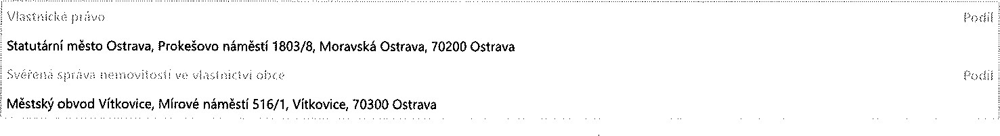 Vlastnické právo Podíl
Statutární město Ostrava, Prokešovo náměstí 1803/8, Moravská Ostrava, 70200 Ostrava
Svěřená správa nemovitostí ve vlastnictví obce Podíl
Městský obvod Vítkovice, Mírové náměstí 516/1, Vítkovice, 70300 Ostrava